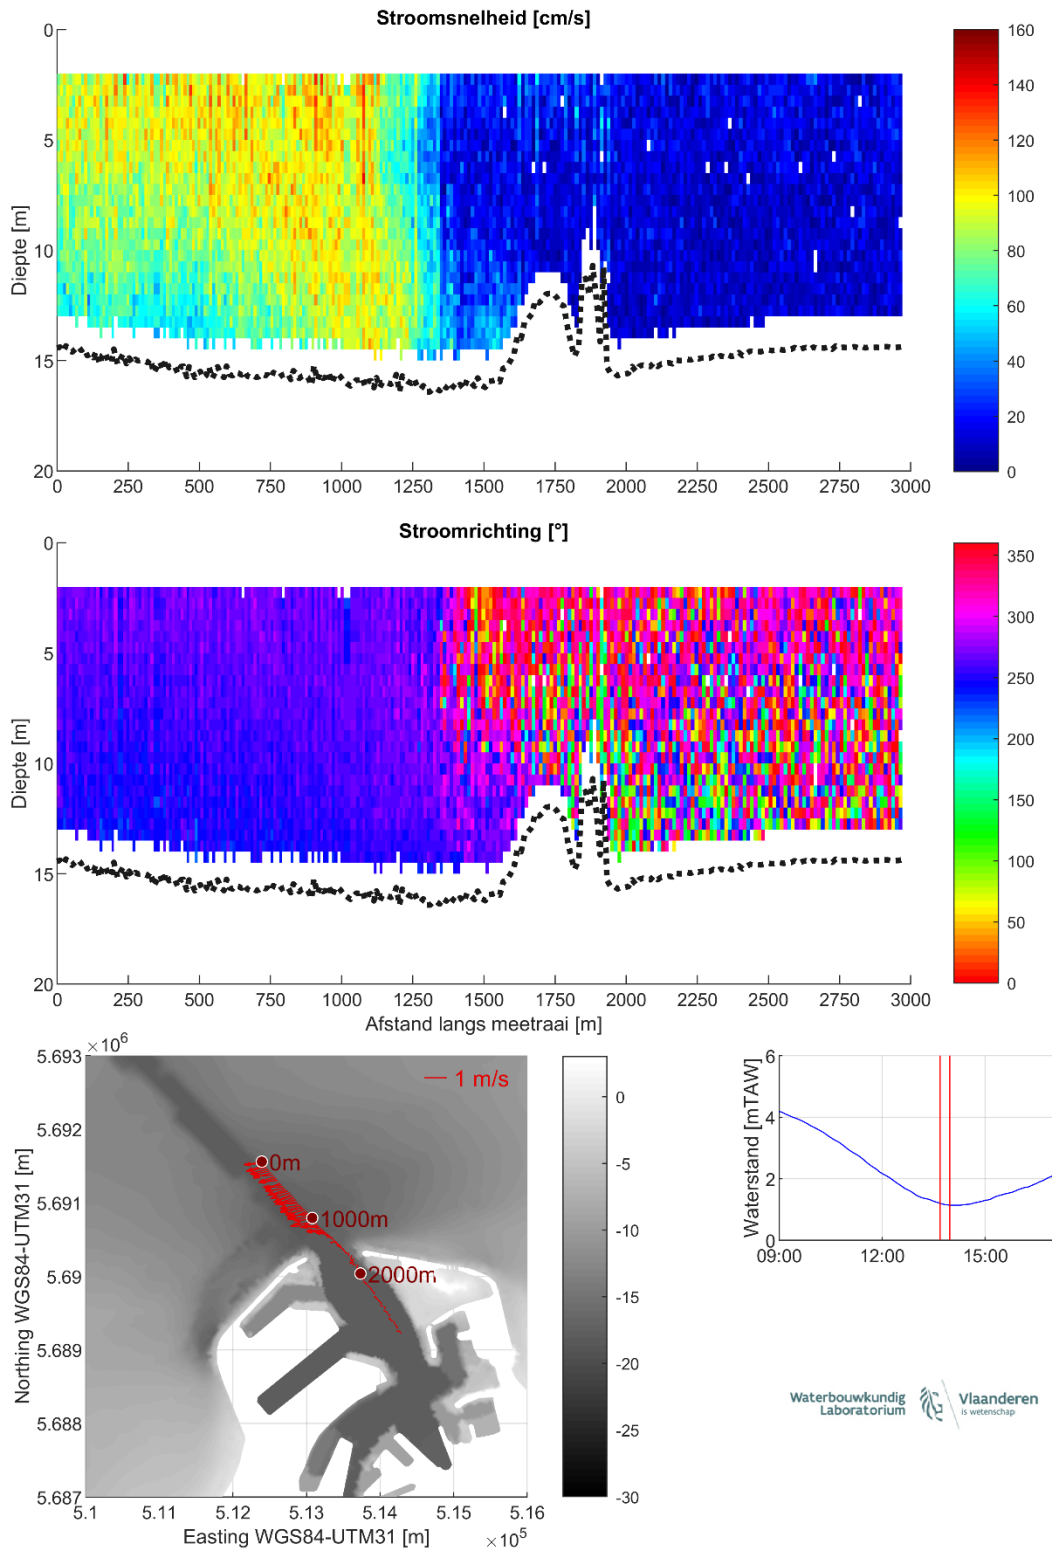 Stroomsnelheid [cm/s]
Diepte [m]
0
5
10
15
20
0 250 500 750 1000 1250 1500 1750 2000 2250 2500 2750 3000
160
140
120
100
80
60
40
20
0
Stroomrichting [°]
Diepte [m]
0
5
10
15
20
0 250 500 750 1000 1250 1500 1750 2000 2250 2500 2750 3000
Afstand langs meetraai [m]
350
300
250
200
150
100
50
0
×10⁶
5.693
5.692
5.691
5.69
5.689
5.688
5.687
Northing WGS84-UTM31 [m]
1 m/s
0m
1000m
2000m
5.1 5.11 5.12 5.13 5.14 5.15 5.16
Easting WGS84-UTM31 [m]
×10⁵
0
-5
-10
-15
-20
-25
-30
Waterstand [mTAW]
6
4
2
0
09:00 12:00 15:00
Waterbouwkundig
Laboratorium
Vlaanderen
is wetenschap